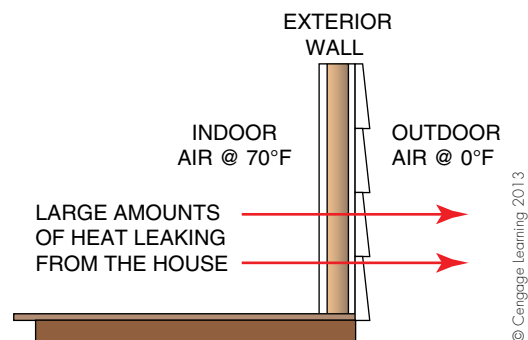 EXTERIOR
WALL
INDOOR
AIR @ 70°F
OUTDOOR
AIR @ 0°F
LARGE AMOUNTS
OF HEAT LEAKING
FROM THE HOUSE
© Cengage Learning 2013